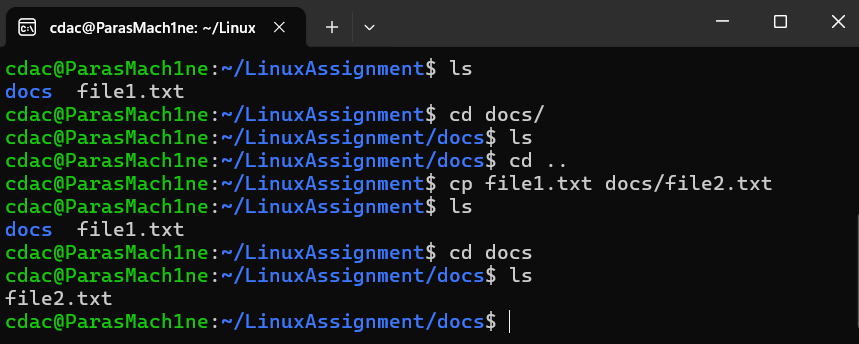 cdac@ParasMach1ne: ~/Linux
cdac@ParasMach1ne:~/LinuxAssignment$ ls
docs  file1.txt
cdac@ParasMach1ne:~/LinuxAssignment$ cd docs/
cdac@ParasMach1ne:~/LinuxAssignment/docs$ ls
cdac@ParasMach1ne:~/LinuxAssignment/docs$ cd ..
cdac@ParasMach1ne:~/LinuxAssignment$ cp file1.txt docs/file2.txt
cdac@ParasMach1ne:~/LinuxAssignment$ ls
docs  file1.txt
cdac@ParasMach1ne:~/LinuxAssignment$ cd docs
cdac@ParasMach1ne:~/LinuxAssignment/docs$ ls
file2.txt
cdac@ParasMach1ne:~/LinuxAssignment/docs$